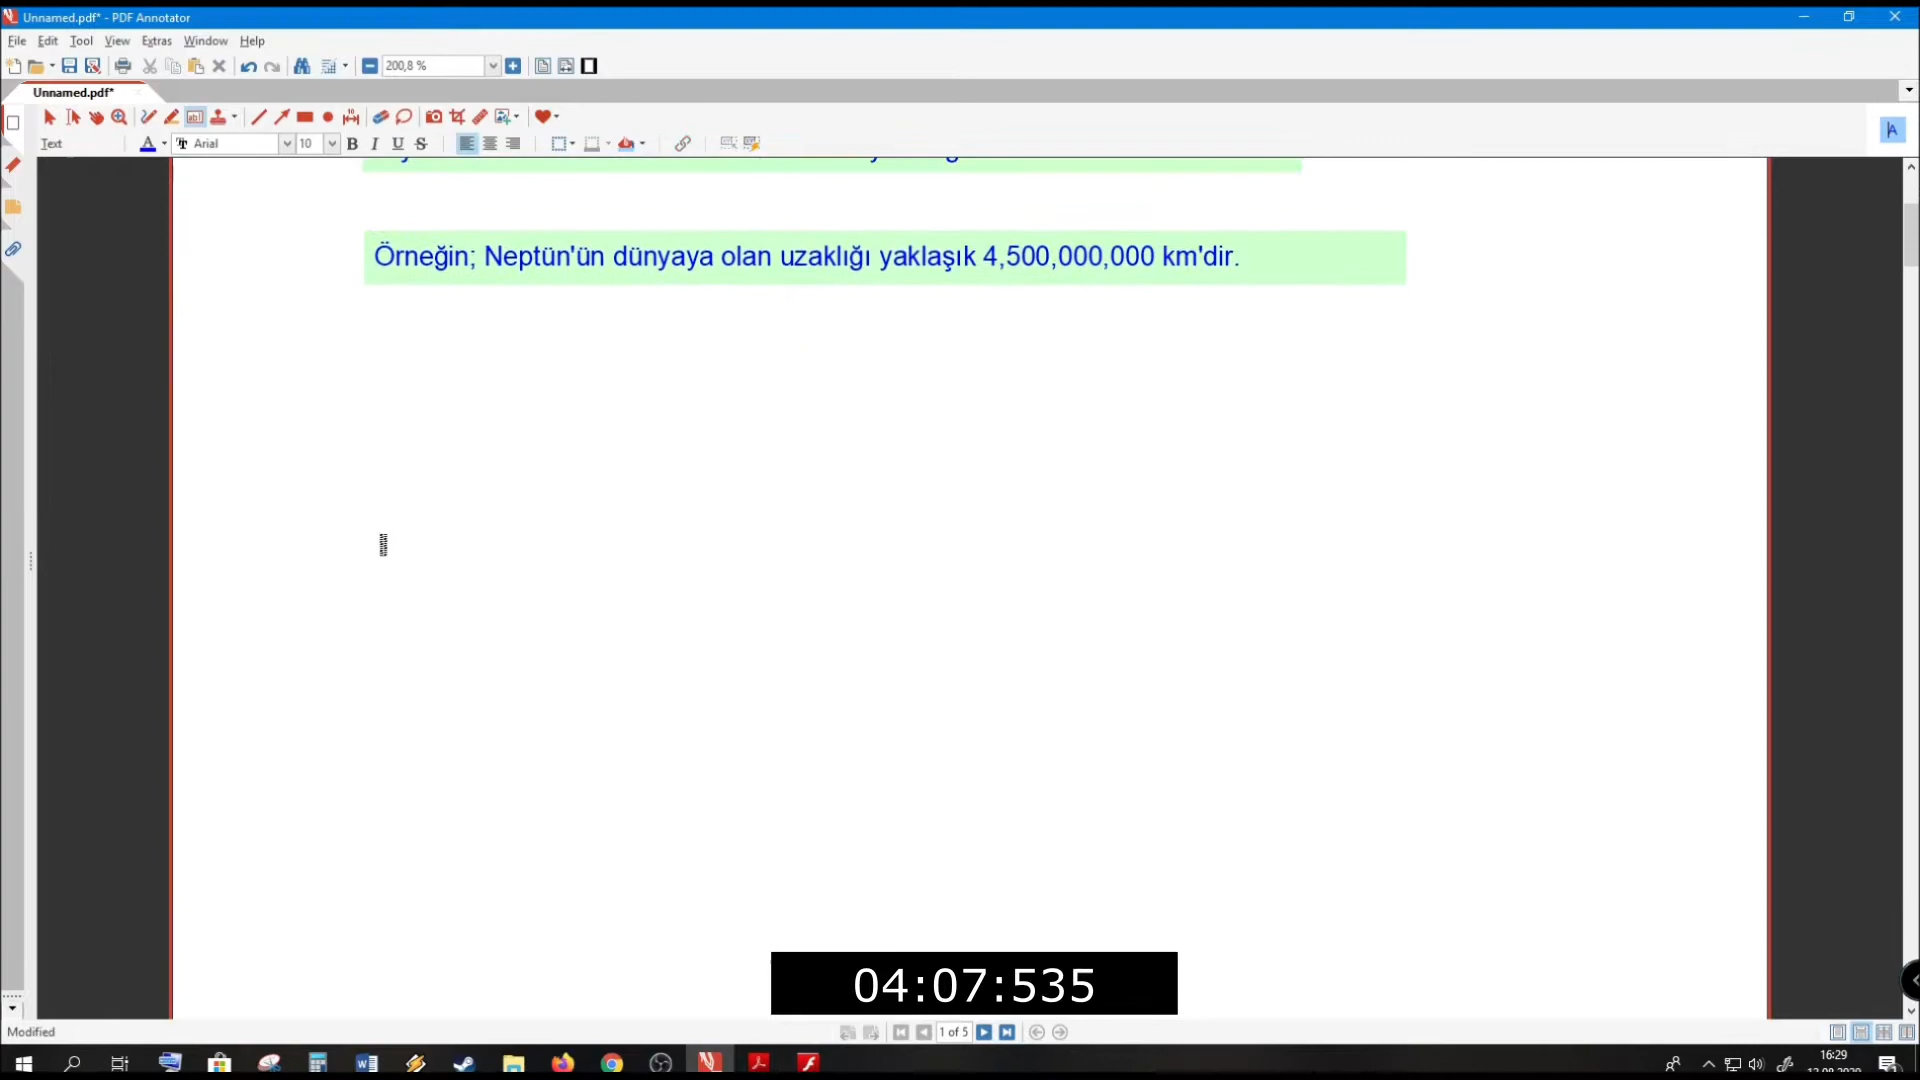 Unnamed.pdf* - PDF Annotator
File Edit Tool View Extras Window Help
200,8 %
Unnamed.pdf*
Text Arial 10 B I U S
Örneğin; Neptün'ün dünyaya olan uzaklığı yaklaşık 4,500,000,000 km'dir.
04:07:535
Modified 1 of 5
16:29